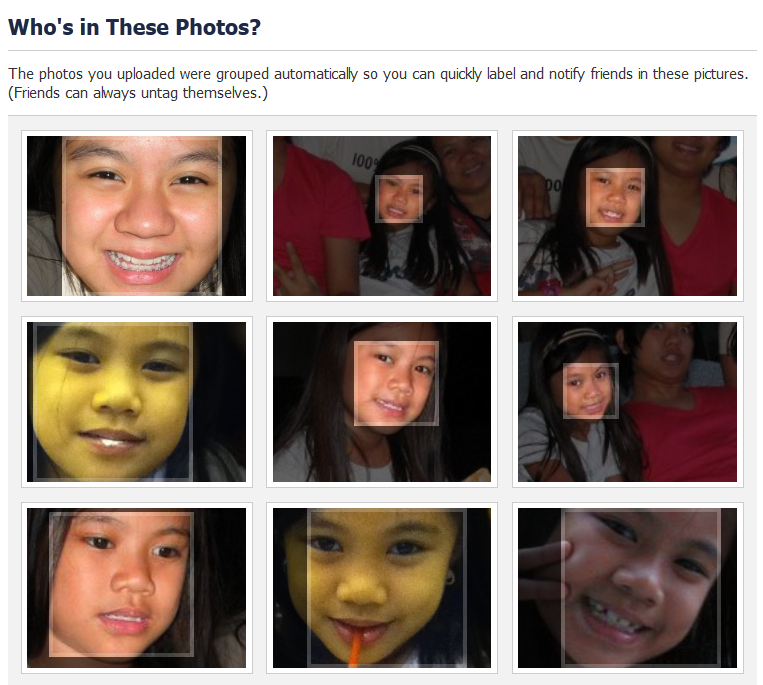 Who's in These Photos?
The photos you uploaded were grouped automatically so you can quickly label and notify friends in these pictures.
(Friends can always untag themselves.)
100%